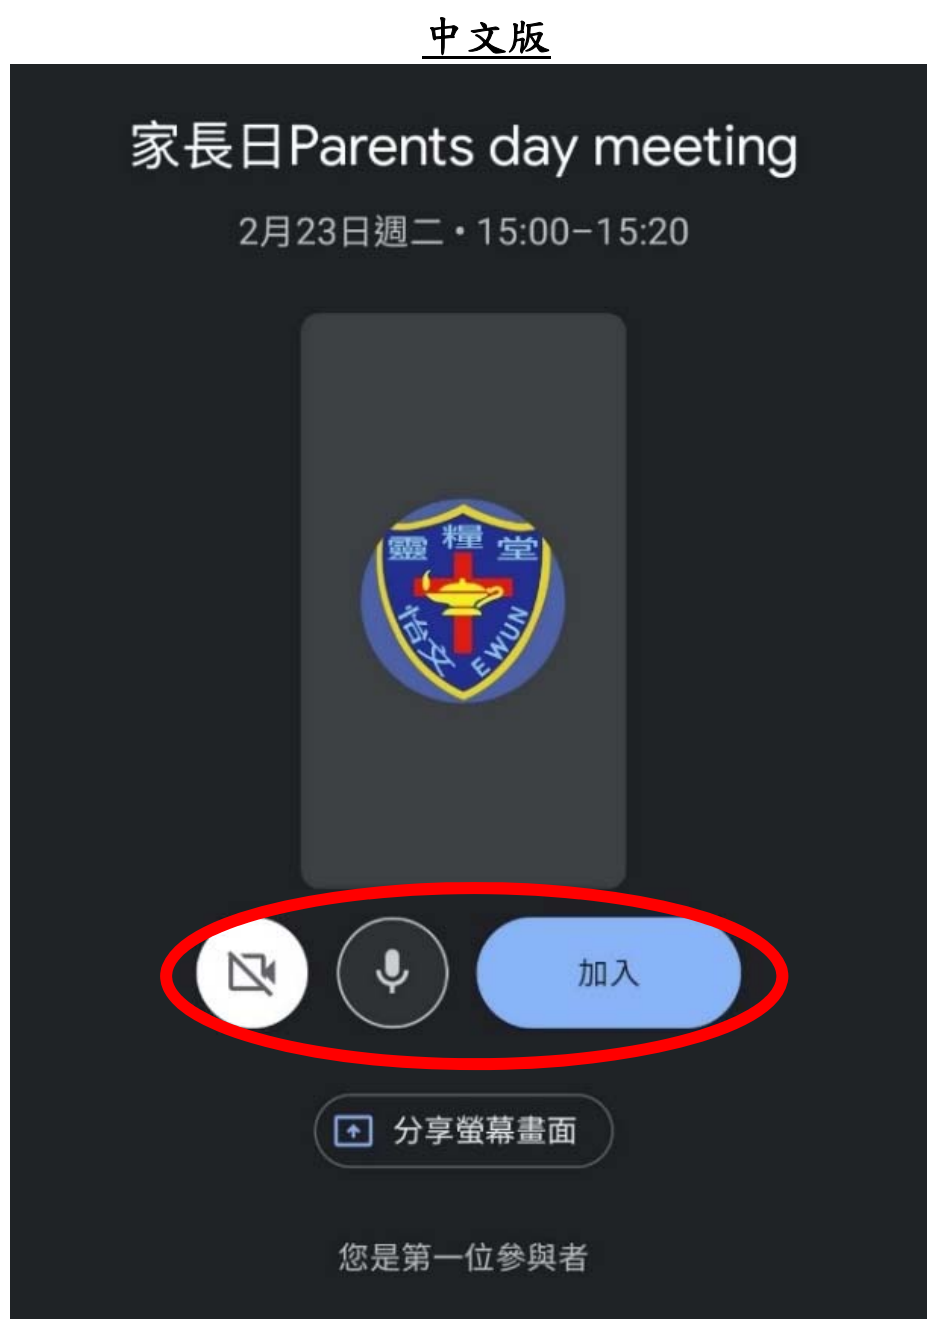 中文版
家長日Parents day meeting
2月23日週二 • 15:00–15:20
靈糧堂
怡文 EWUN
加入
分享螢幕畫面
您是第一位參與者